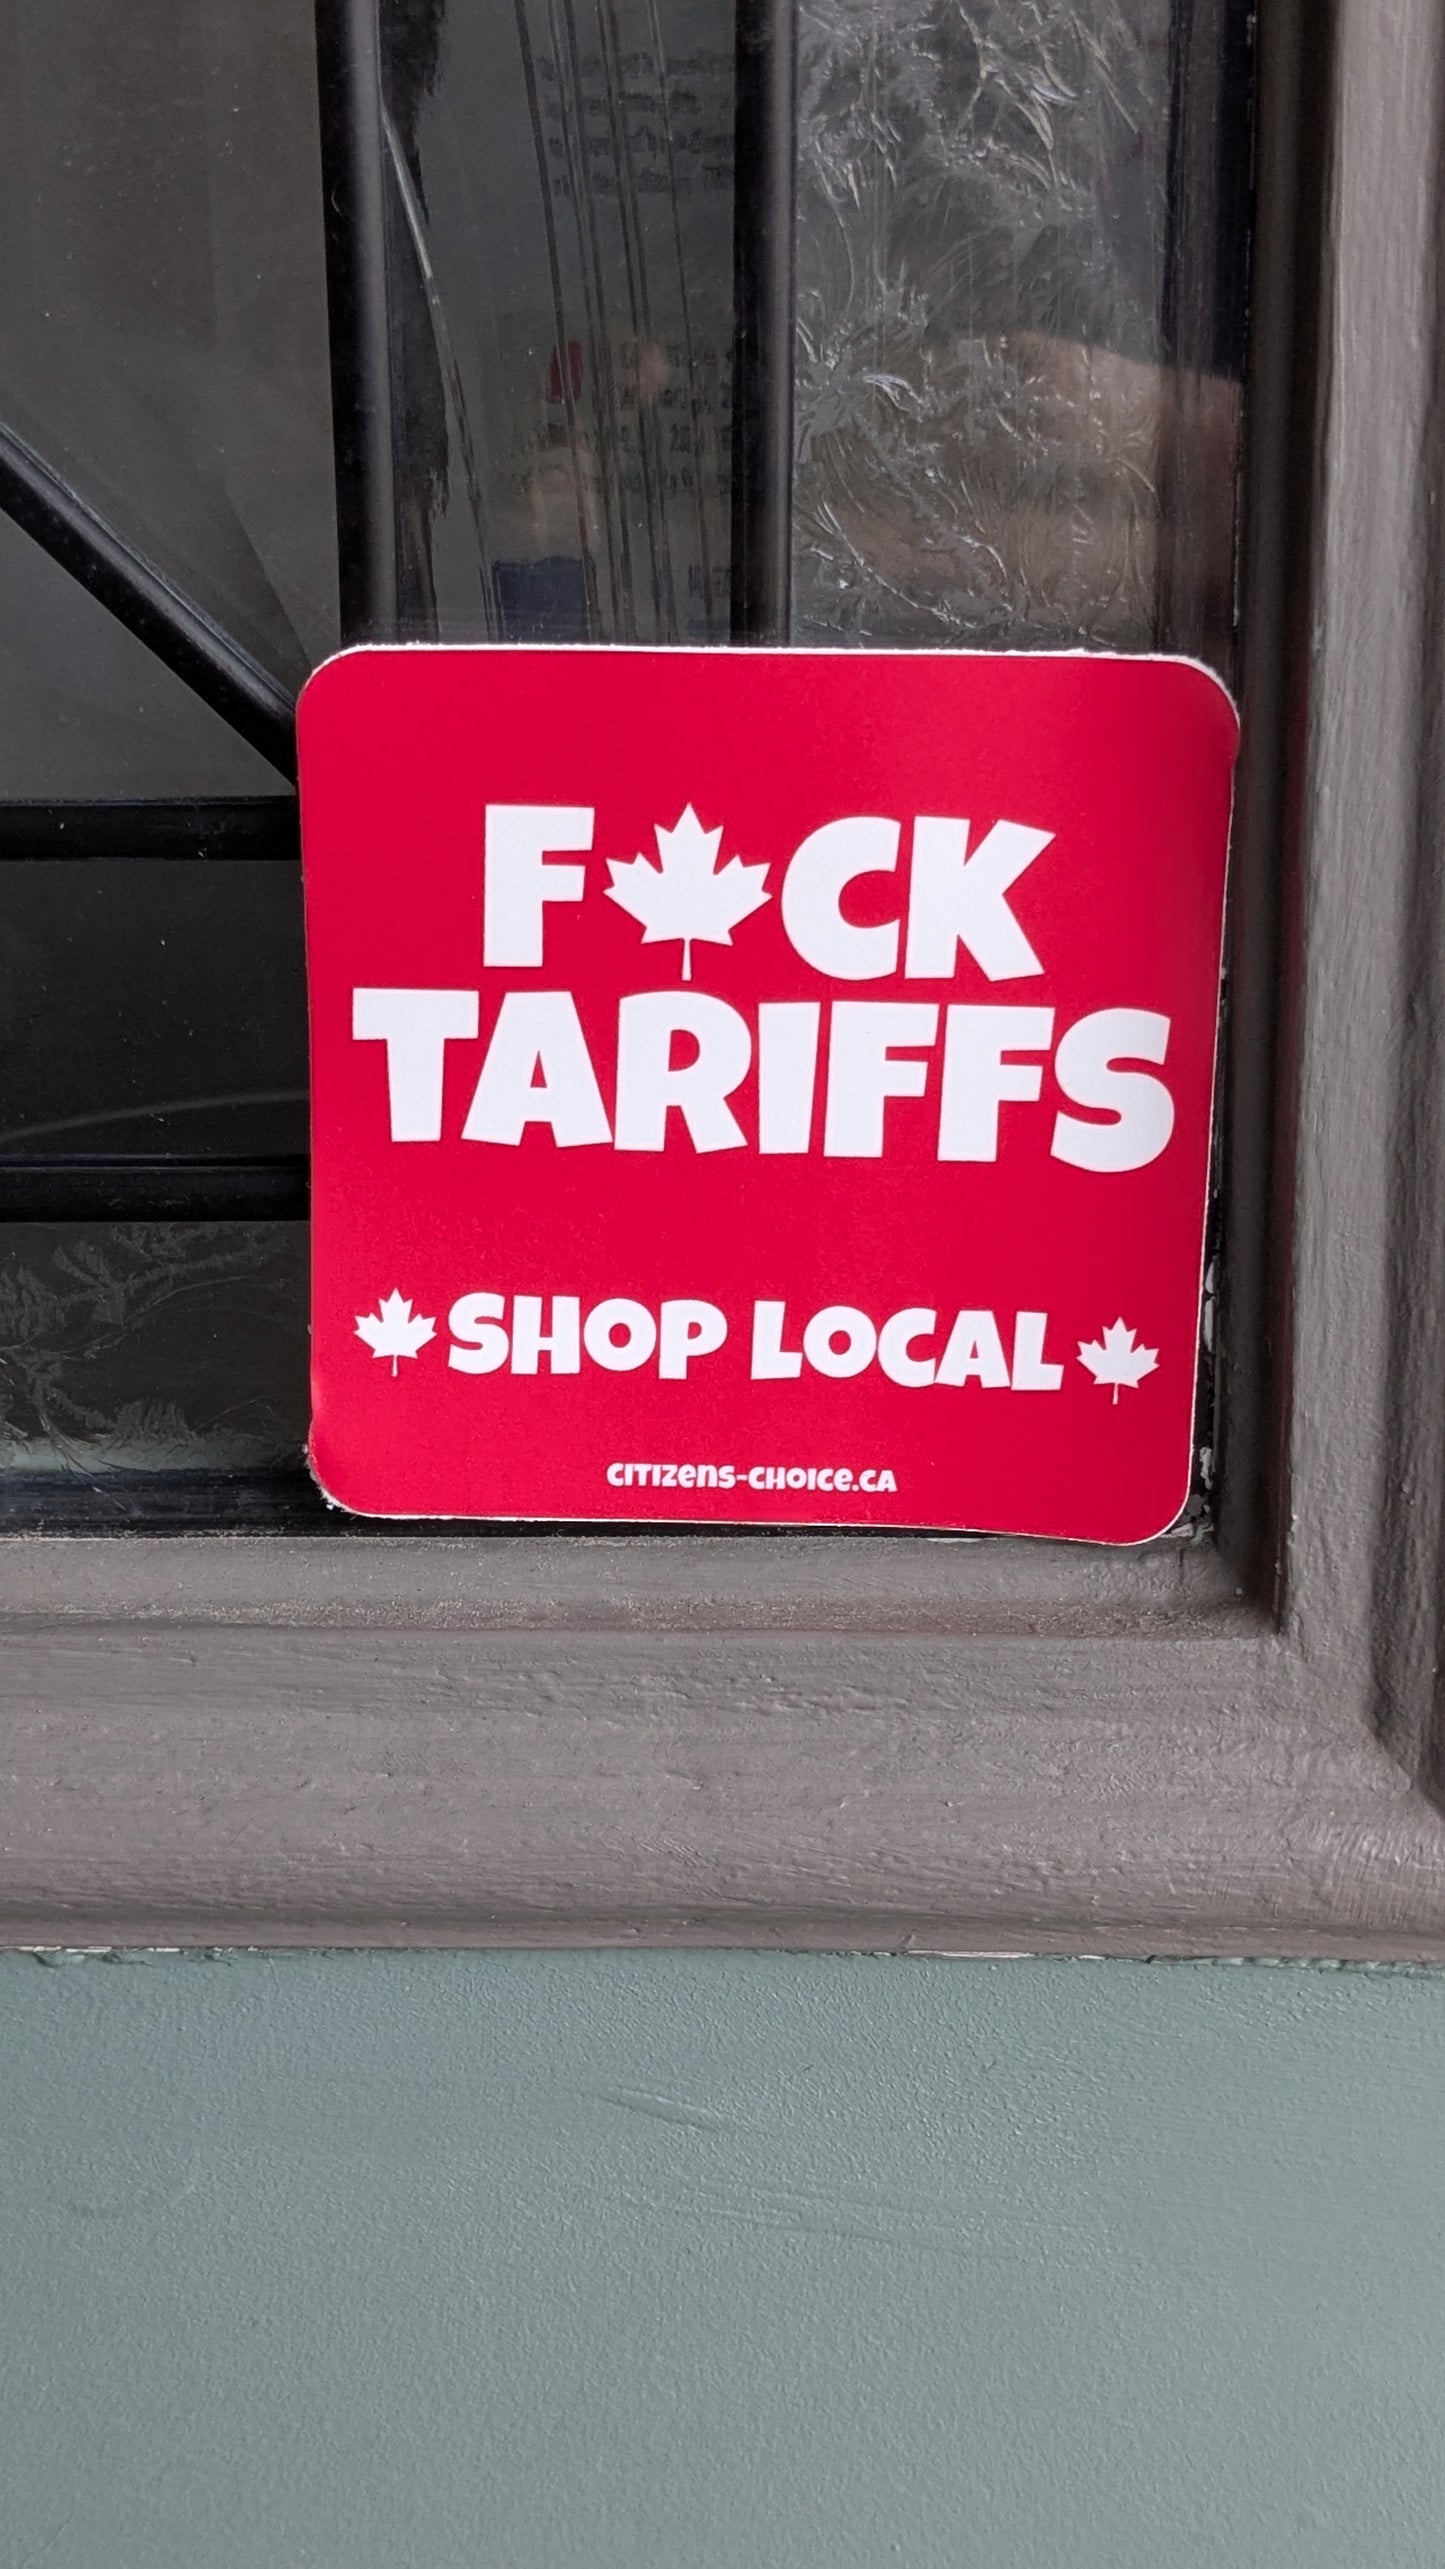 F🍁CK
TARIFFS
🍁 SHOP LOCAL 🍁
CITIZENS-CHOICE.CA